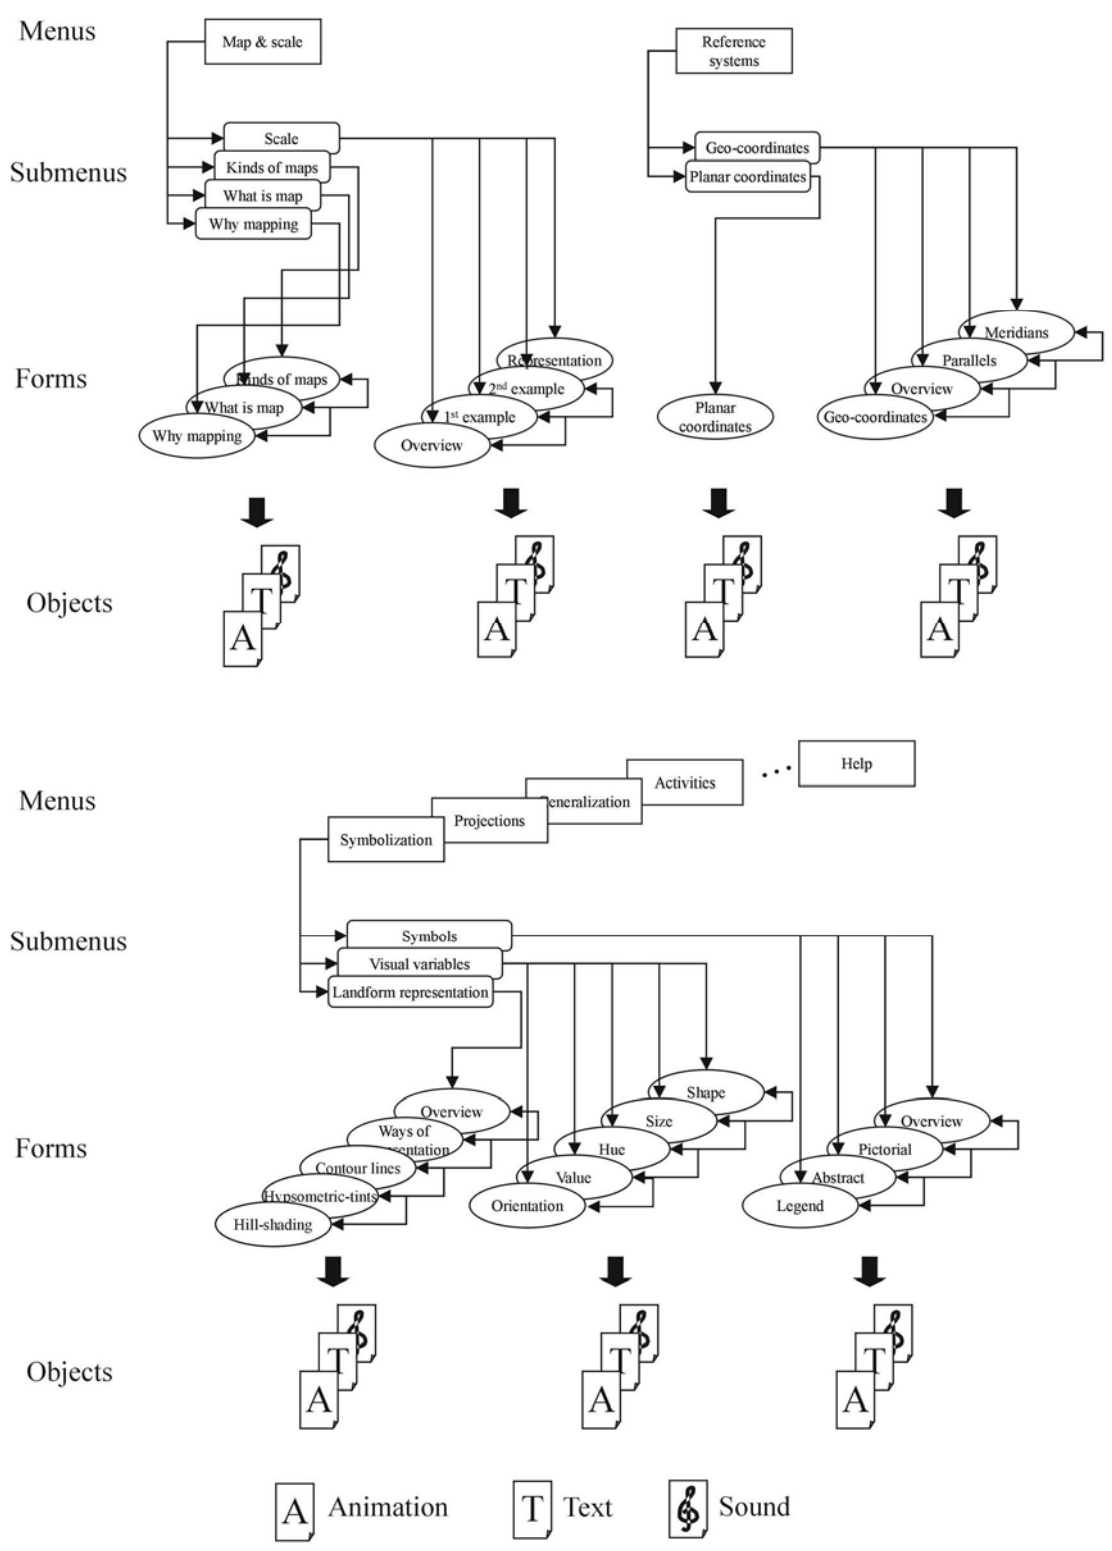 Menus
Map & scale
Reference
systems
Submenus
Scale
Kinds of maps
What is map
Why mapping
Geo-coordinates
Planar coordinates
Forms
Kinds of maps
What is map
Why mapping
Representation
2nd example
1st example
Overview
Planar
coordinates
Meridians
Parallels
Overview
Geo-coordinates
Objects
T
A
T
A
T
A
T
A
Menus
Symbolization
Projections
Generalization
Activities
...
Help
Submenus
Symbols
Visual variables
Landform representation
Forms
Overview
Ways of
sentation
Contour lines
Hypsometric-tints
Hill-shading
Shape
Size
Hue
Value
Orientation
Overview
Pictorial
Abstract
Legend
Objects
T
A
T
A
T
A
A Animation
T Text
Sound